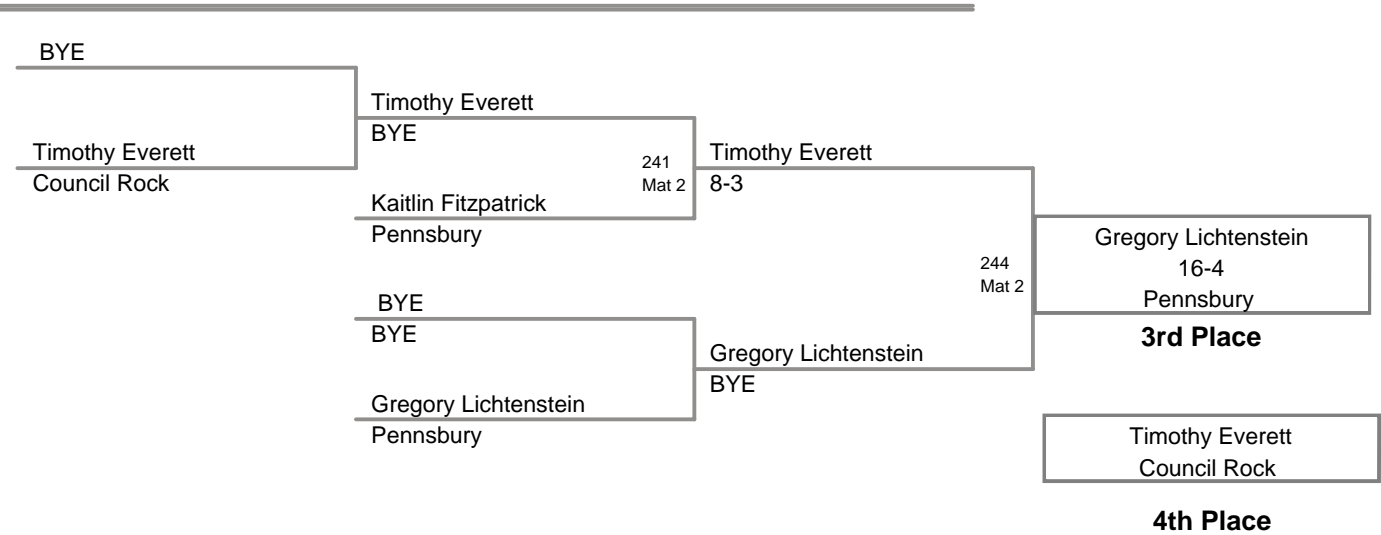 BYE
Timothy Everett
Council Rock
Timothy Everett
BYE
Kaitlin Fitzpatrick
Pennsbury
241
Mat 2
BYE
BYE
Gregory Lichtenstein
Pennsbury
Timothy Everett
8-3
Gregory Lichtenstein
BYE
244
Mat 2
Gregory Lichtenstein
16-4
Pennsbury
3rd Place
Timothy Everett
Council Rock
4th Place